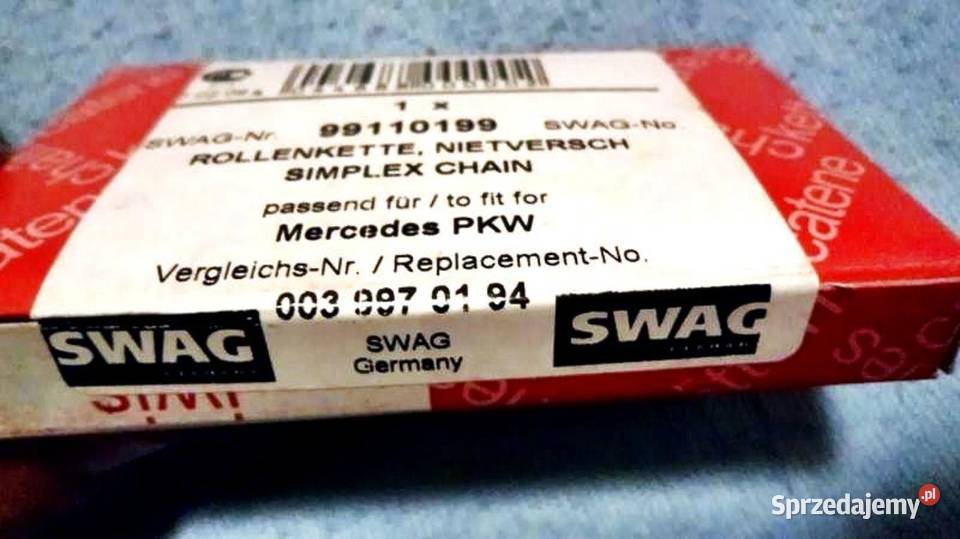 1 x
SWAG-Nr. 99110199 SWAG-No.
ROLLENKETTE, NIETVERSCH
SIMPLEX CHAIN
passend für / to fit for
Mercedes PKW
Vergleichs-Nr. / Replacement-No.
003 997 01 94
SWAG
SWAG
Germany
SWAG
catene
Sprzedajemy.pl